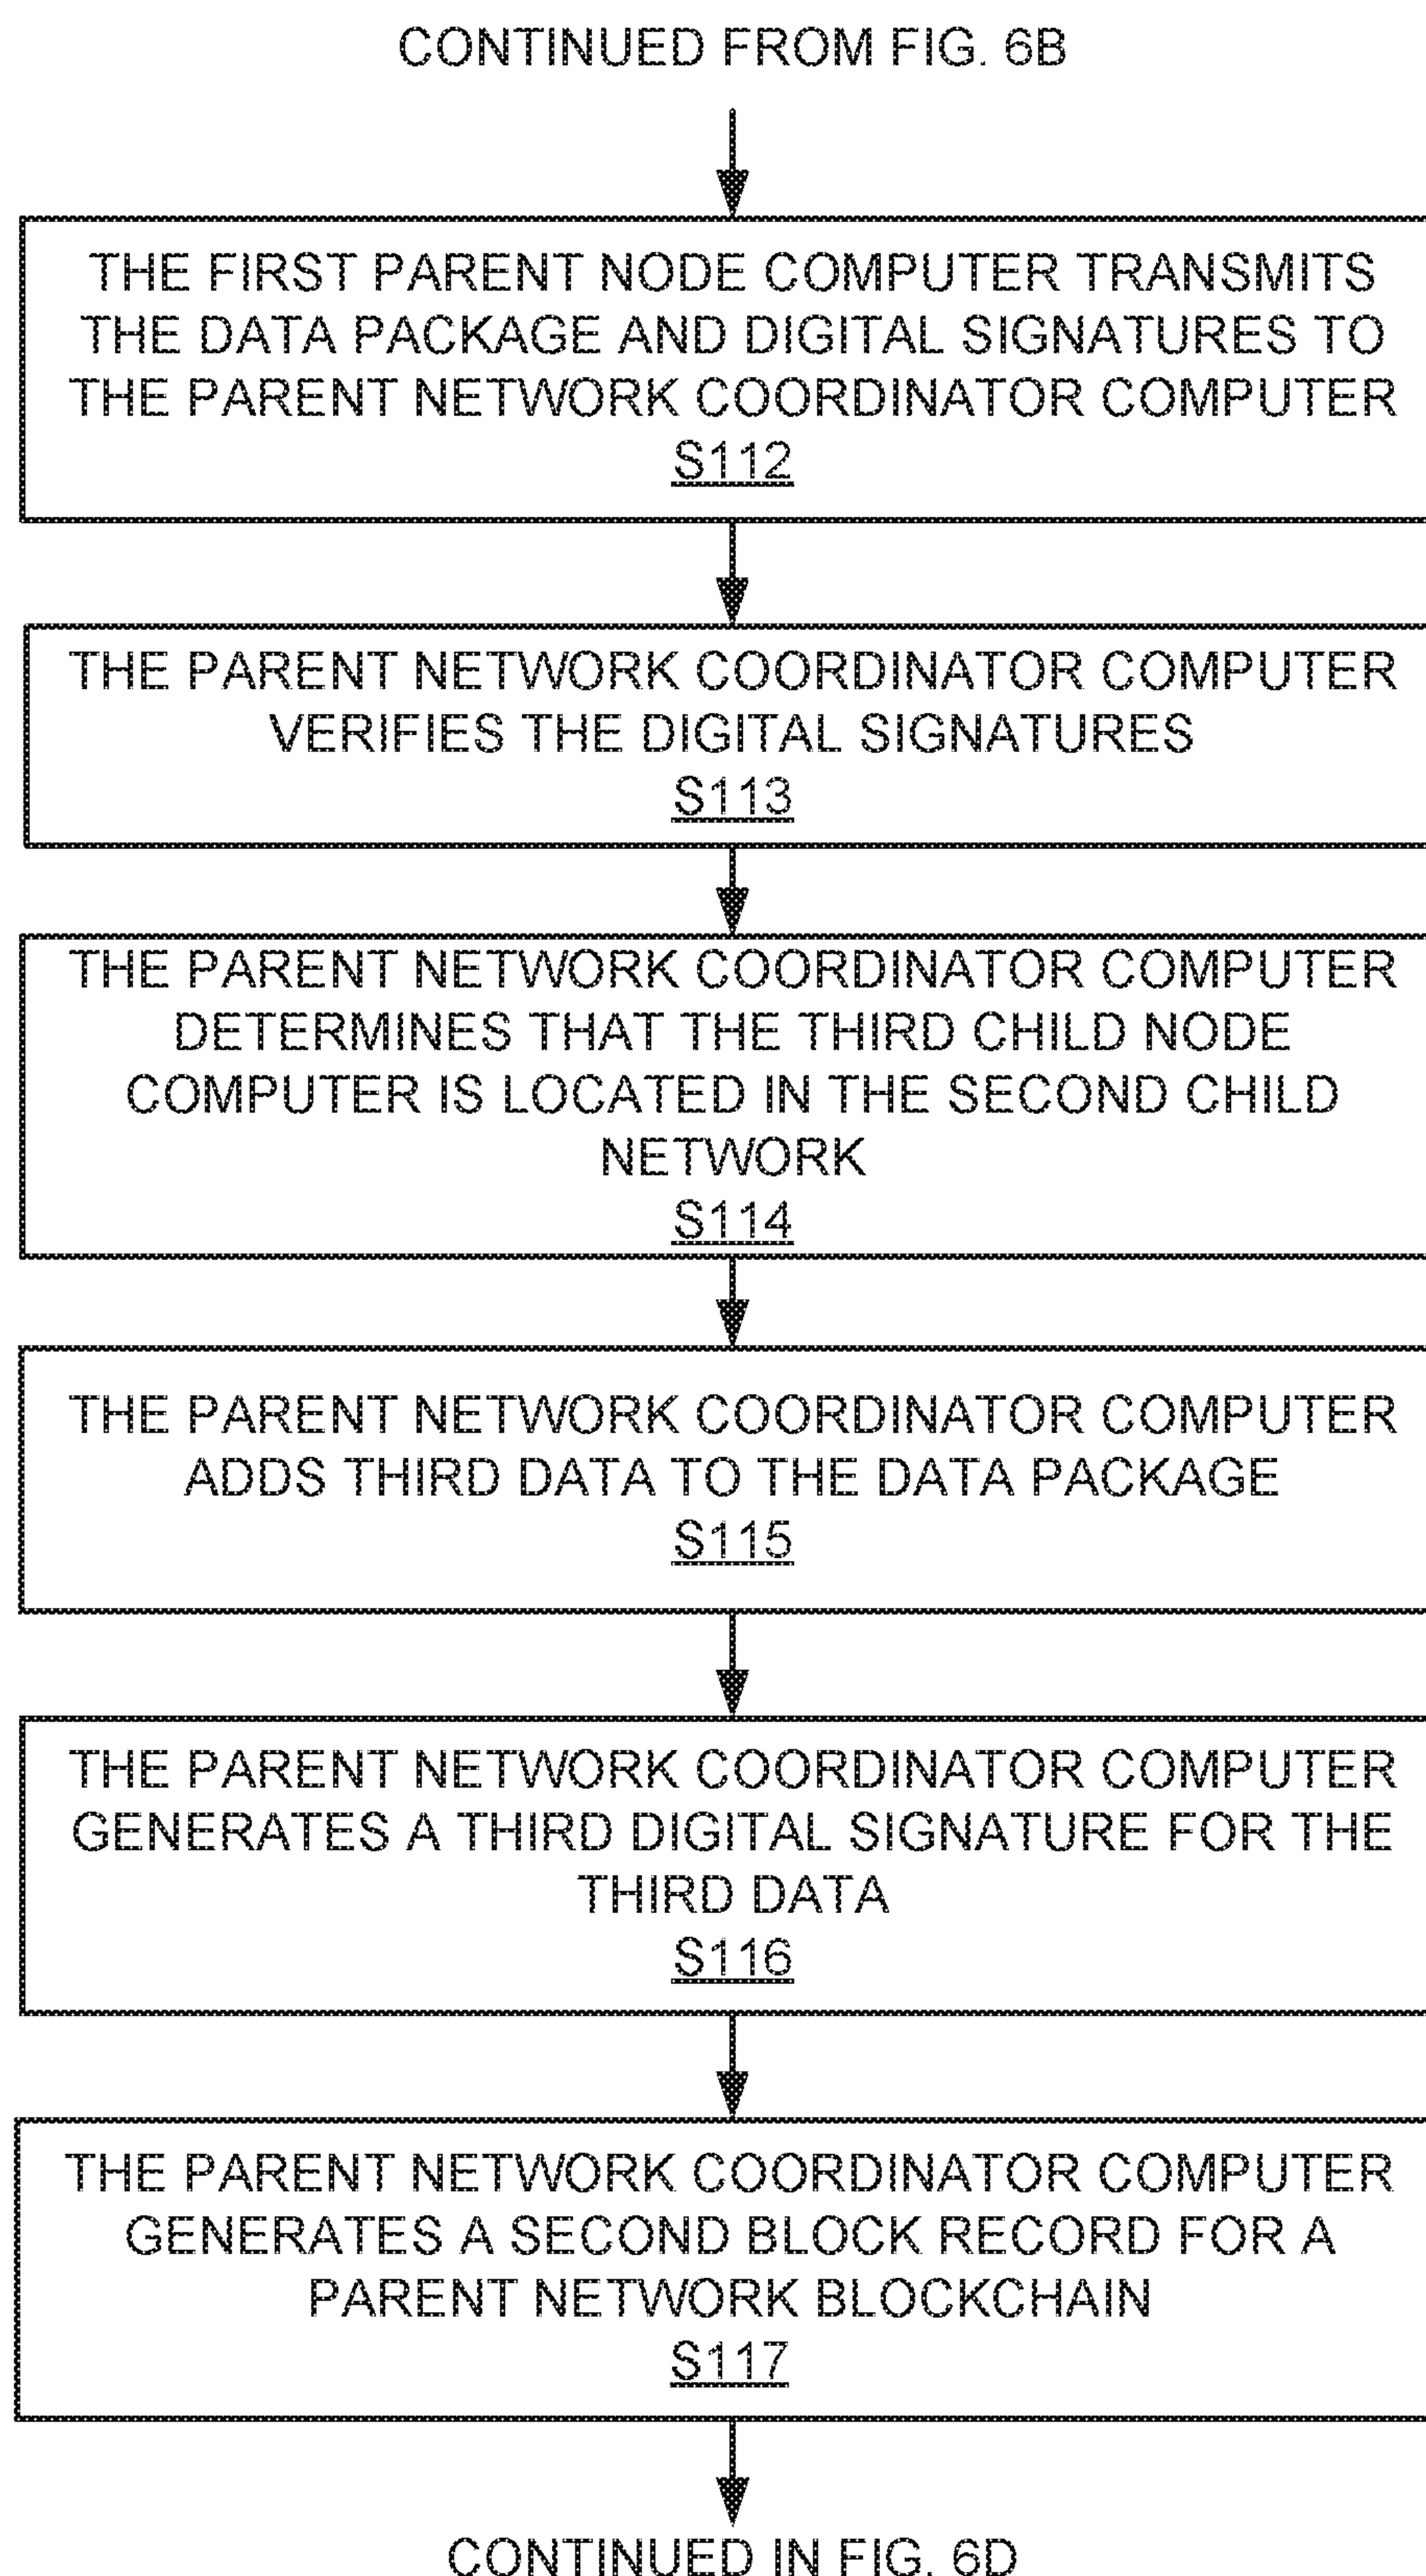 CONTINUED FROM FIG. 6B
THE FIRST PARENT NODE COMPUTER TRANSMITS
THE DATA PACKAGE AND DIGITAL SIGNATURES TO
THE PARENT NETWORK COORDINATOR COMPUTER
S112
THE PARENT NETWORK COORDINATOR COMPUTER
VERIFIES THE DIGITAL SIGNATURES
S113
THE PARENT NETWORK COORDINATOR COMPUTER
DETERMINES THAT THE THIRD CHILD NODE
COMPUTER IS LOCATED IN THE SECOND CHILD
NETWORK
S114
THE PARENT NETWORK COORDINATOR COMPUTER
ADDS THIRD DATA TO THE DATA PACKAGE
S115
THE PARENT NETWORK COORDINATOR COMPUTER
GENERATES A THIRD DIGITAL SIGNATURE FOR THE
THIRD DATA
S116
THE PARENT NETWORK COORDINATOR COMPUTER
GENERATES A SECOND BLOCK RECORD FOR A
PARENT NETWORK BLOCKCHAIN
S117
CONTINUED IN FIG. 6D